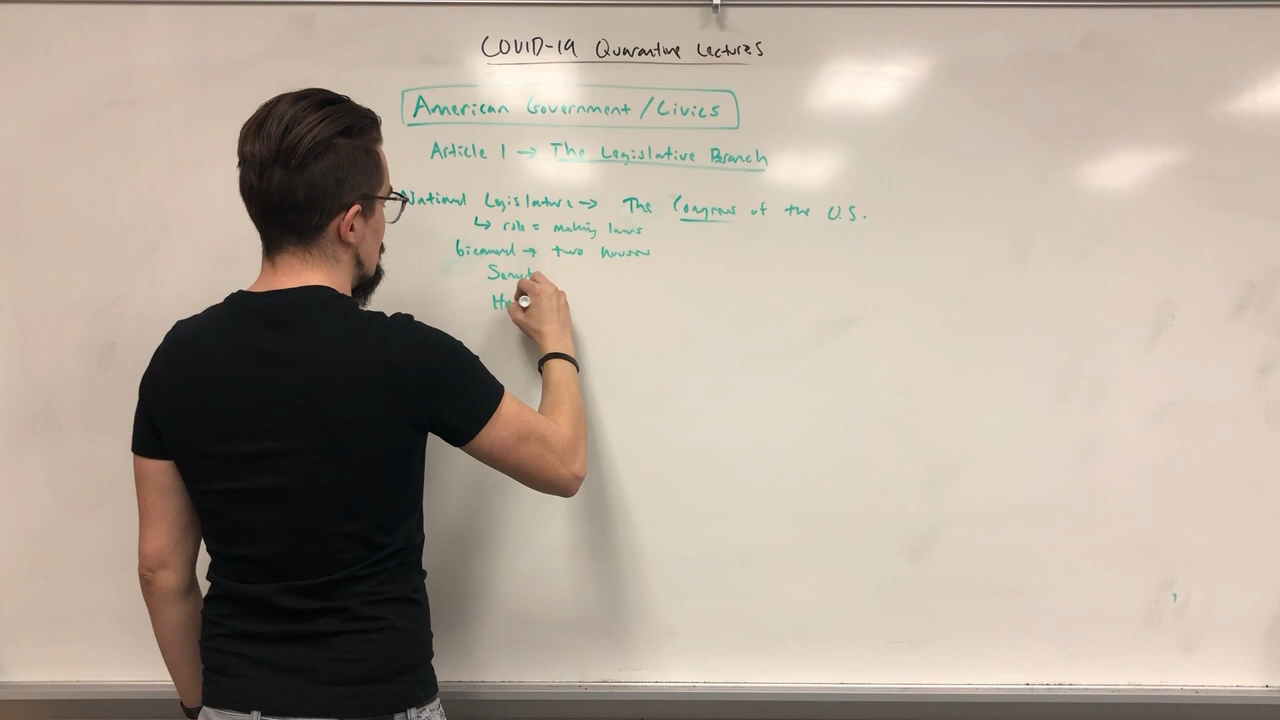 COVID-19 Quarantine Lectures
American Government/Civics
Article 1 → The Legislative Branch
National Legislature → The Congress of the U.S.
↳ role = making laws
bicameral → two houses
Senate